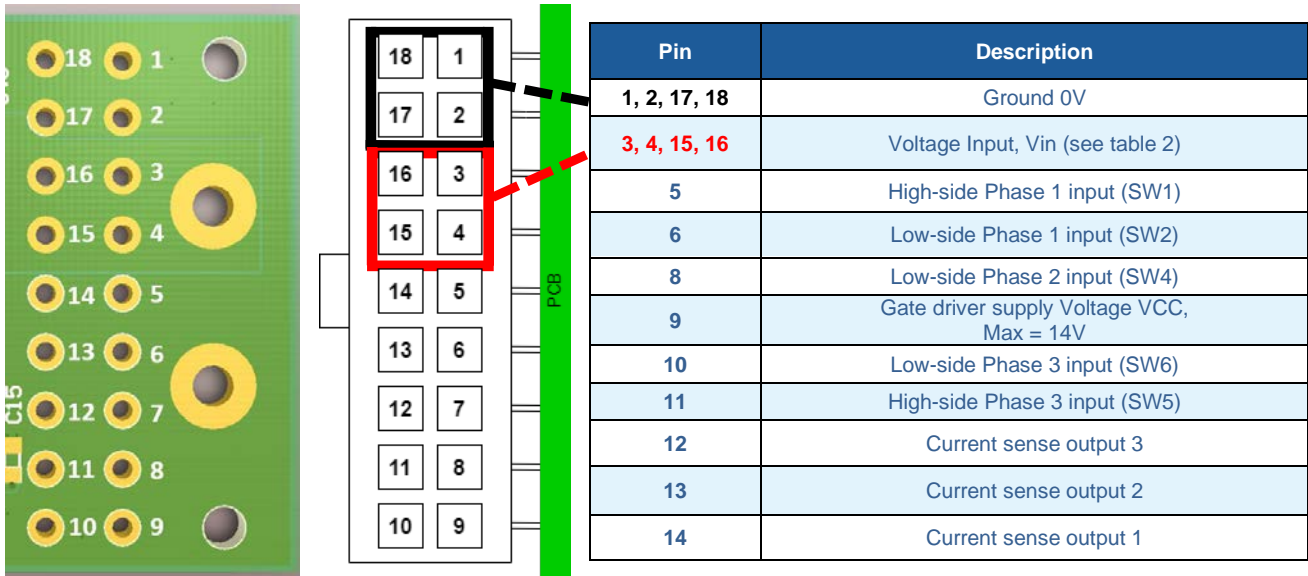 18 1
17 2
16 3
15 4
14 5
13 6
C15
12 7
11 8
10 9
18 1
17 2
16 3
15 4
14 5
13 6
12 7
11 8
10 9
PCB
Pin Description
1, 2, 17, 18 Ground 0V
3, 4, 15, 16 Voltage Input, Vin (see table 2)
5 High-side Phase 1 input (SW1)
6 Low-side Phase 1 input (SW2)
8 Low-side Phase 2 input (SW4)
9 Gate driver supply Voltage VCC,
Max = 14V
10 Low-side Phase 3 input (SW6)
11 High-side Phase 3 input (SW5)
12 Current sense output 3
13 Current sense output 2
14 Current sense output 1